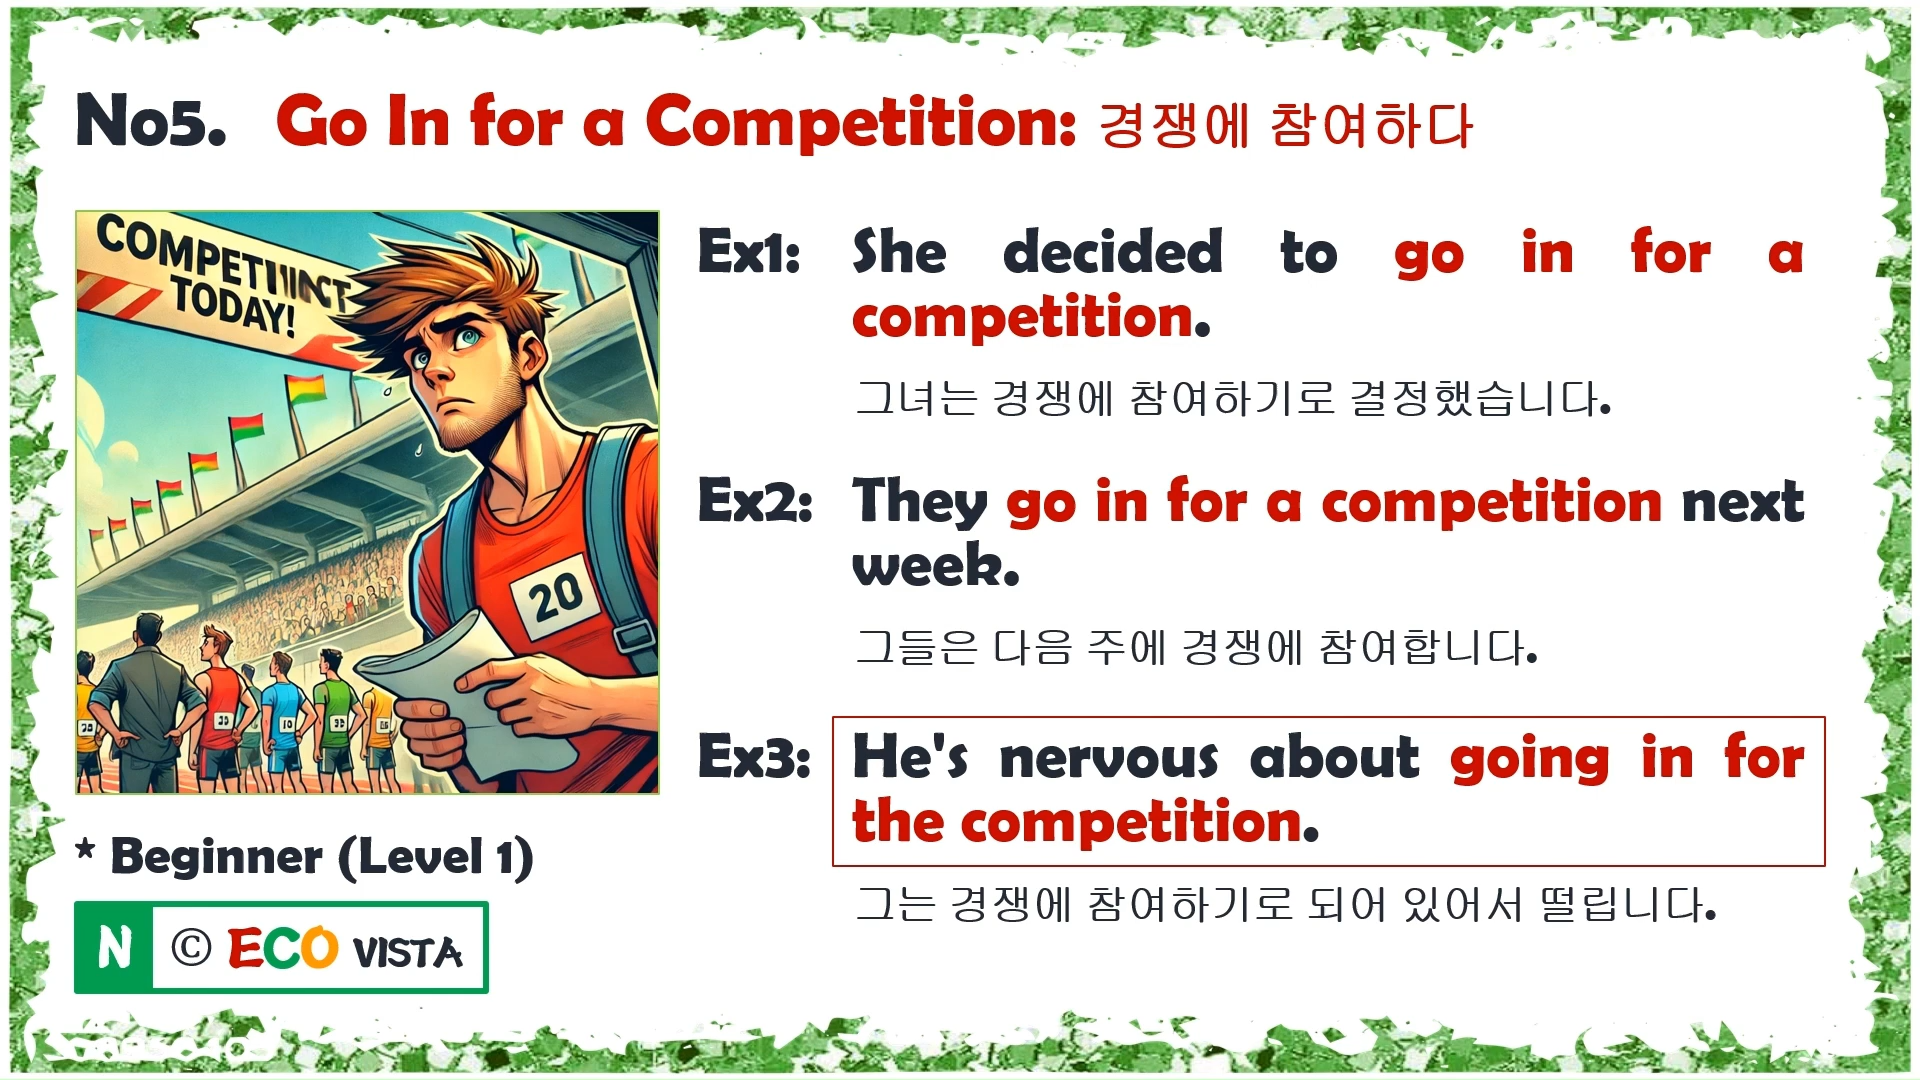 No5. Go In for a Competition: 경쟁에 참여하다
COMPETIINCT
TODAY!
20
Ex1: She decided to go in for a
competition.
그녀는 경쟁에 참여하기로 결정했습니다.
Ex2: They go in for a competition next
week.
그들은 다음 주에 경쟁에 참여합니다.
Ex3: He's nervous about going in for
the competition.
그는 경쟁에 참여하기로 되어 있어서 떨립니다.
* Beginner (Level 1)
N © ECO VISTA